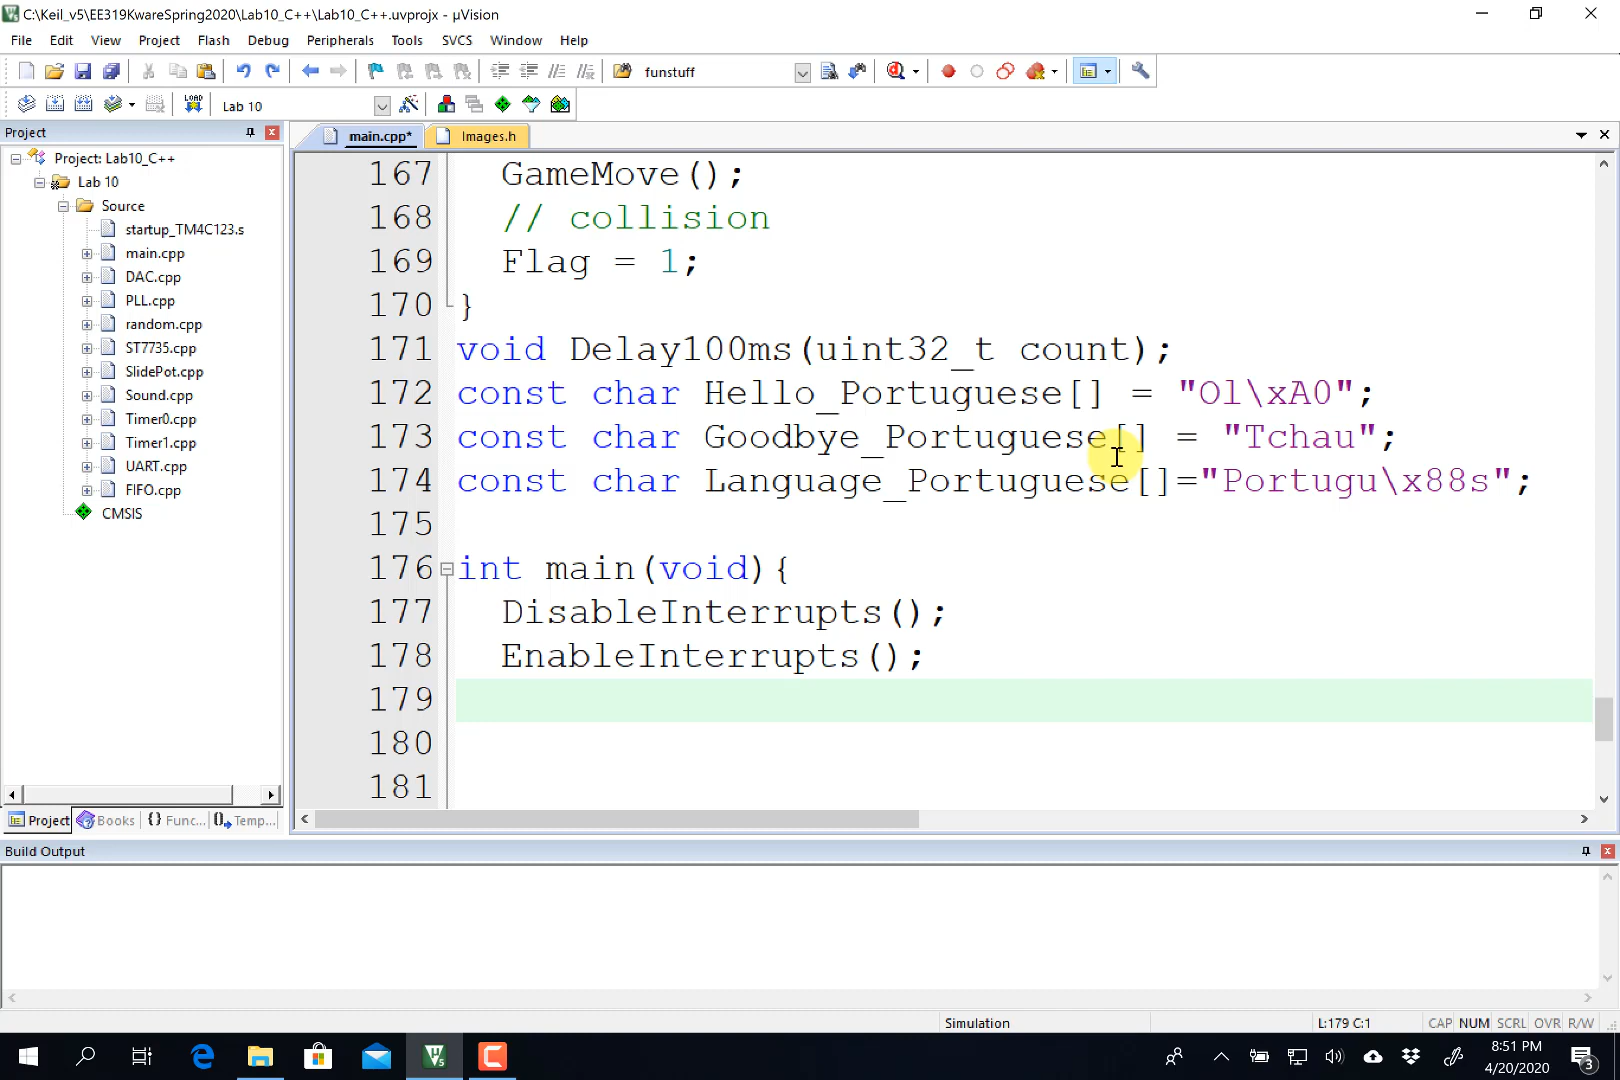 C:\Keil_v5\EE319KwareSpring2020\Lab10_C++\Lab10_C++.uvprojx - µVision
File Edit View Project Flash Debug Peripherals Tools SVCS Window Help
funstuff
LOAD Lab 10
Project
main.cpp* Images.h
Project: Lab10_C++
Lab 10
Source
startup_TM4C123.s
main.cpp
DAC.cpp
PLL.cpp
random.cpp
ST7735.cpp
SlidePot.cpp
Sound.cpp
Timer0.cpp
Timer1.cpp
UART.cpp
FIFO.cpp
CMSIS
167 GameMove();
168 // collision
169 Flag = 1;
170 }
171 void Delay100ms(uint32_t count);
172 const char Hello_Portuguese[] = "Ol\xA0";
173 const char Goodbye_Portuguese[] = "Tchau";
174 const char Language_Portuguese[]="Portugu\x88s";
175
176 int main(void){
177 DisableInterrupts();
178 EnableInterrupts();
179
180
181
Project Books {} Func... Temp...
Build Output
Simulation L:179 C:1 CAP NUM SCRL OVR R/W
8:51 PM
4/20/2020
3